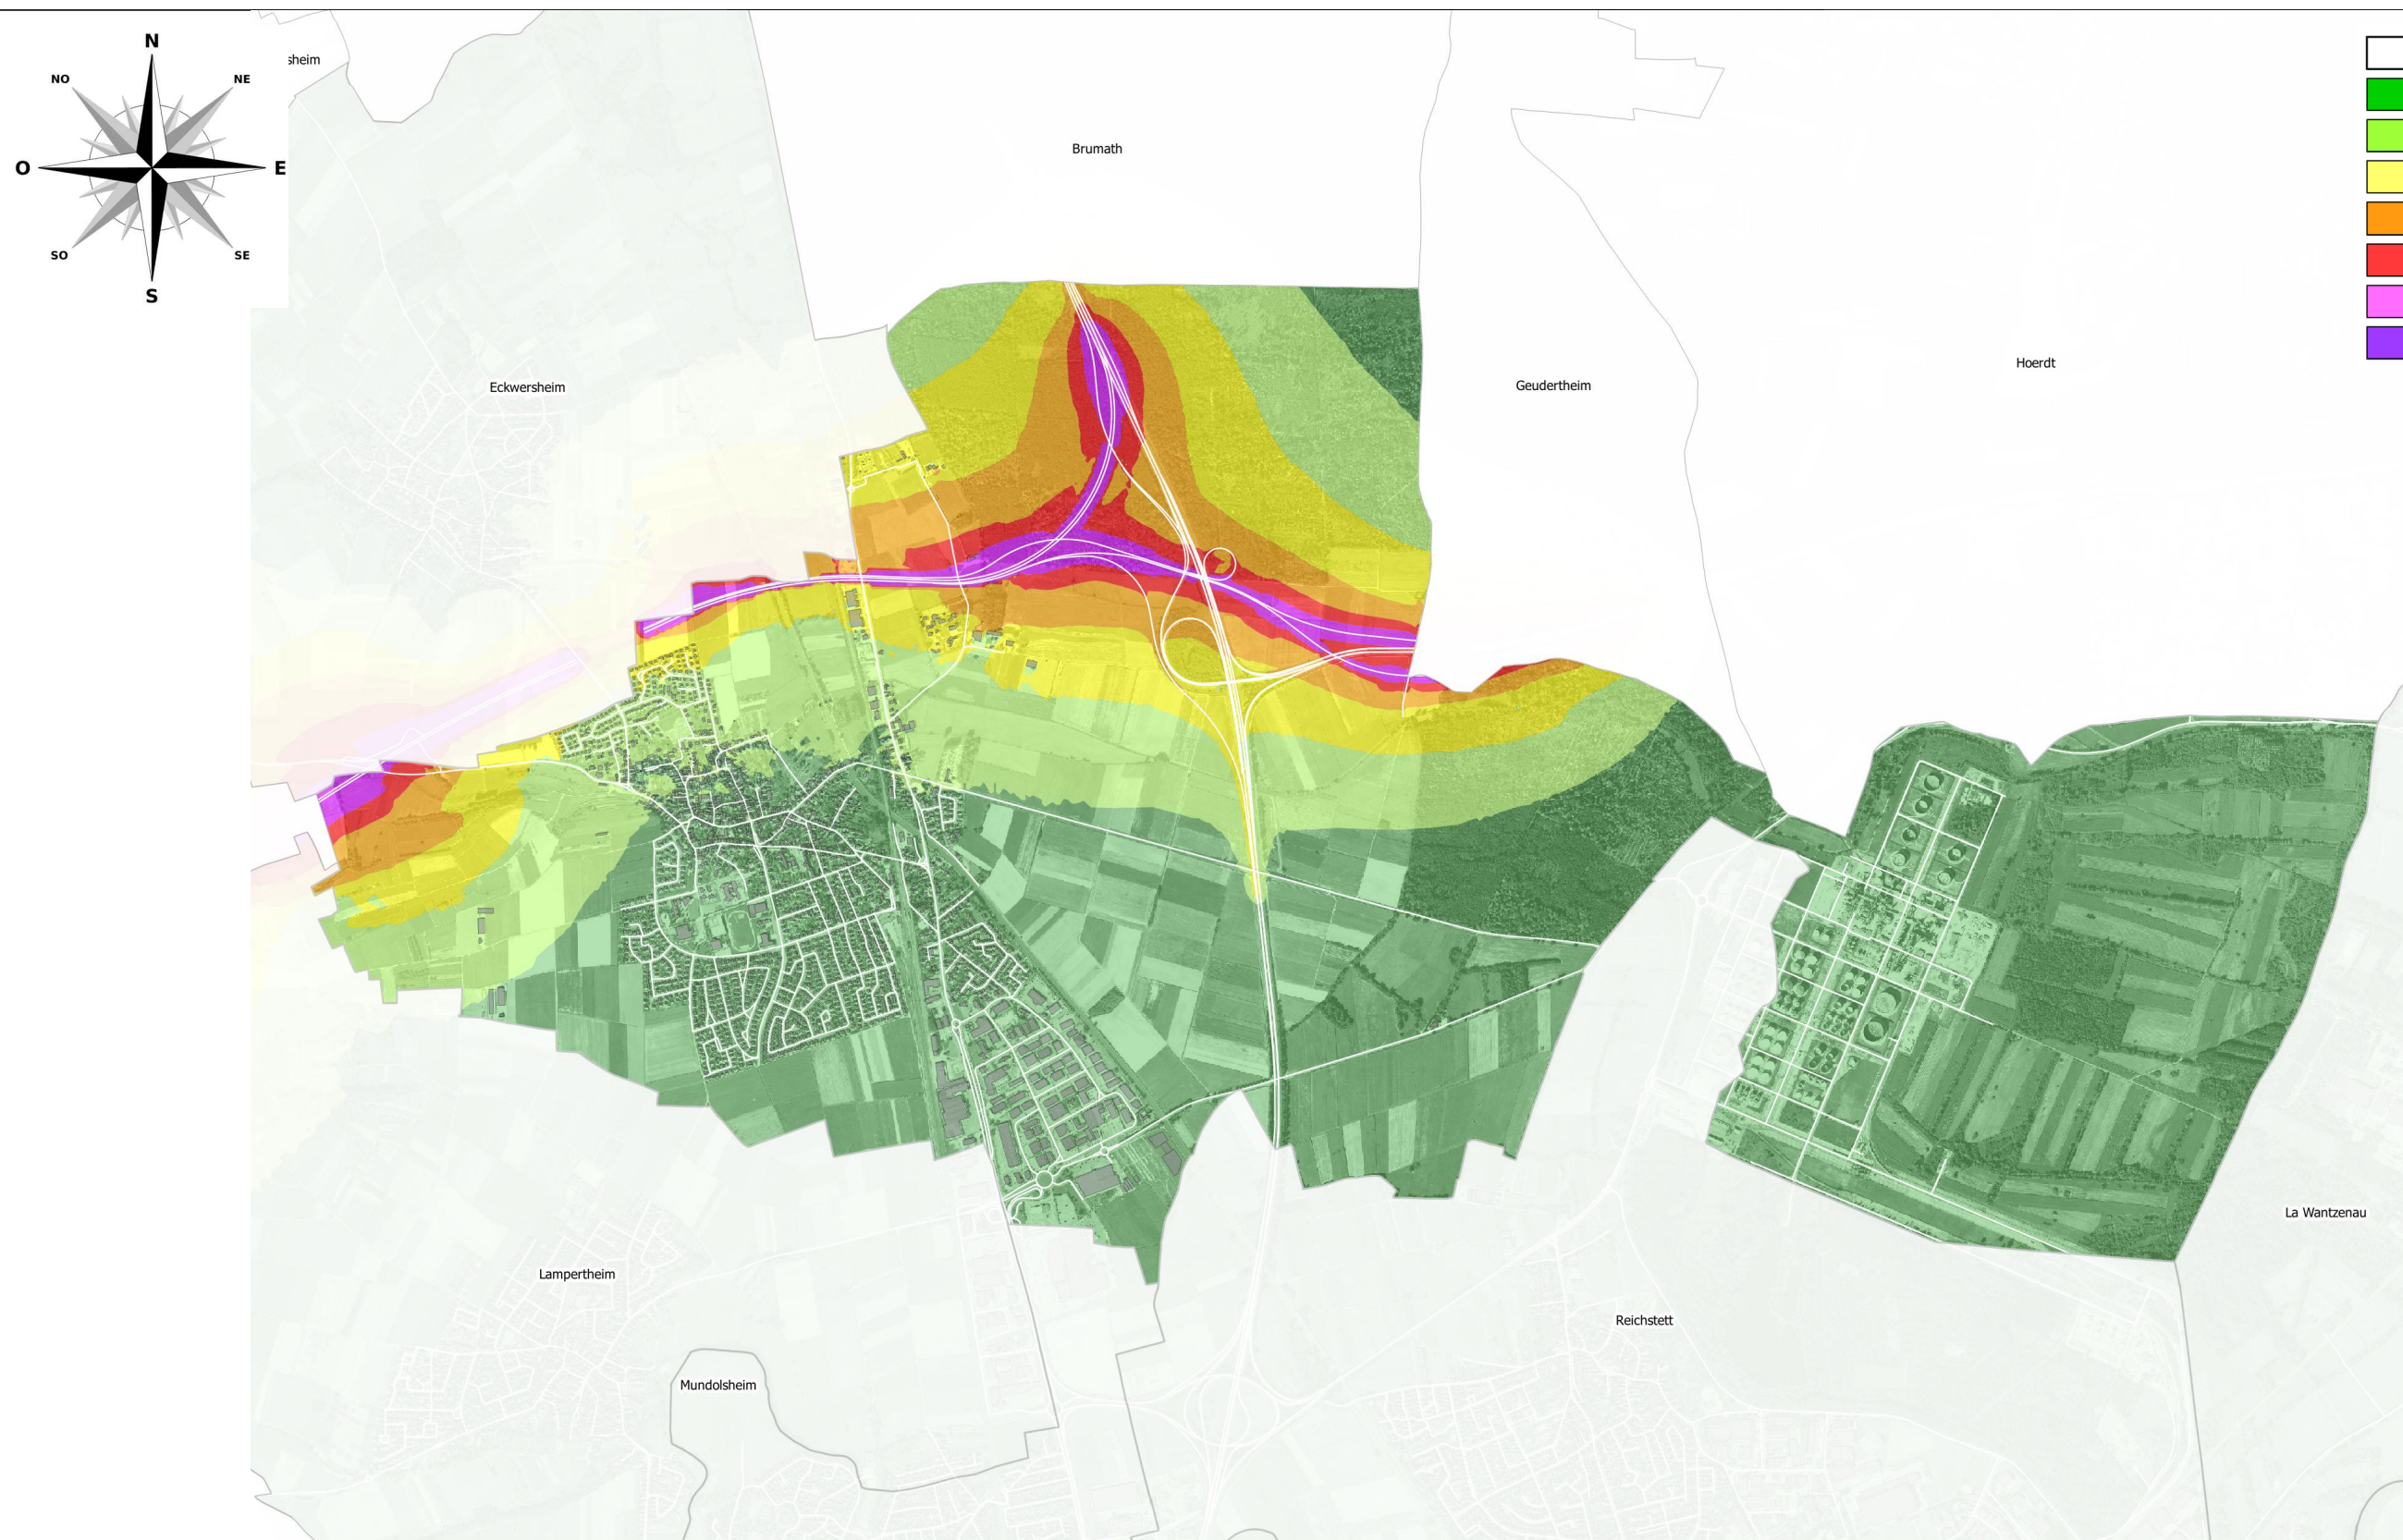 N
NO NE
sheim
Brumath
O E
SO SE
S
Hoerdt
Eckwersheim
Geudertheim
La Wantzenau
Lampertheim
Reichstett
Mundolsheim